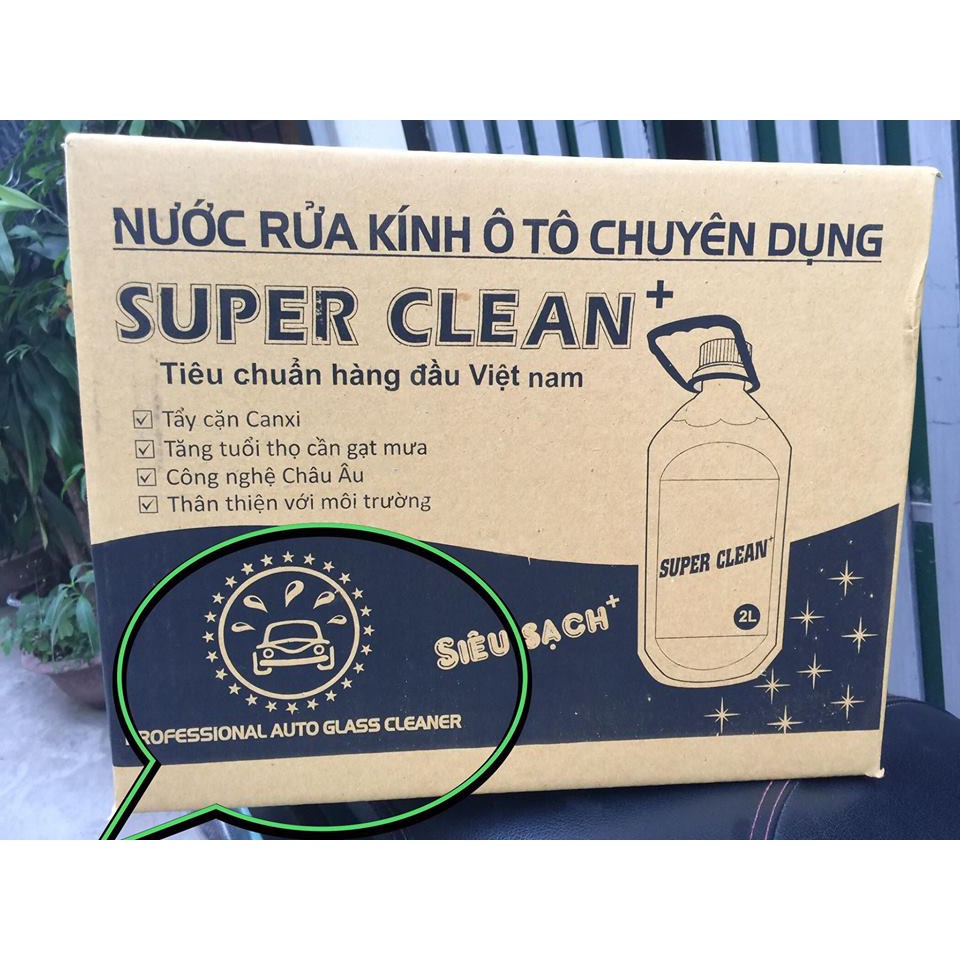 NƯỚC RỬA KÍNH Ô TÔ CHUYÊN DỤNG
SUPER CLEAN+
Tiêu chuẩn hàng đầu Việt nam
Tẩy cặn Canxi
Tăng tuổi thọ cần gạt mưa
Công nghệ Châu Âu
Thân thiện với môi trường
SUPER CLEAN+
2L
SIÊU SẠCH+
PROFESSIONAL AUTO GLASS CLEANER